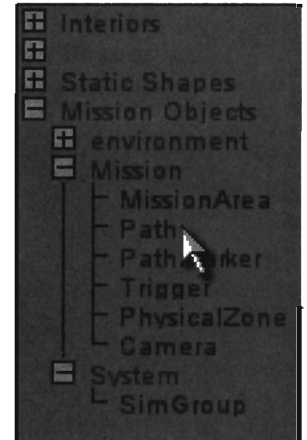 Interiors
Static Shapes
Mission Objects
environment
Mission
MissionArea
Path
PathMarker
Trigger
PhysicalZone
Camera
System
SimGroup